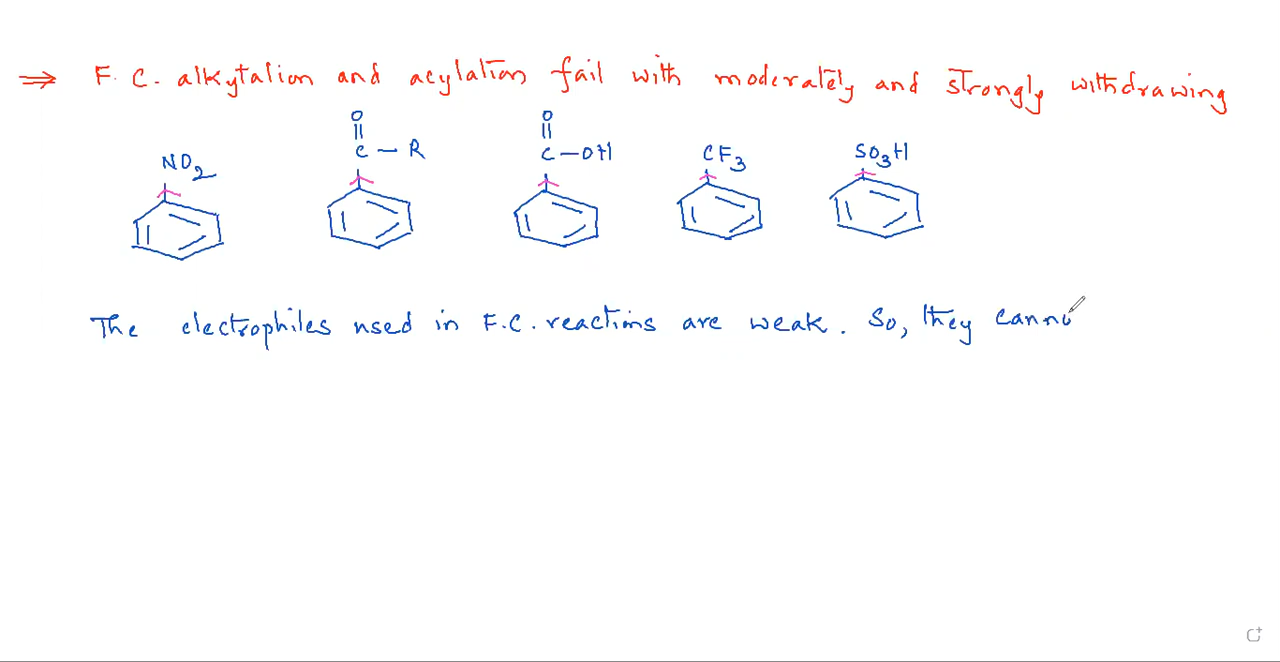 ⇒ F. C. alkytalion and acylation fail with moderately and strongly withdrawing
O O
NO2 C — R C — OH CF3 SO3H
The electrophiles used in F.C. reactions are weak. So, they canno